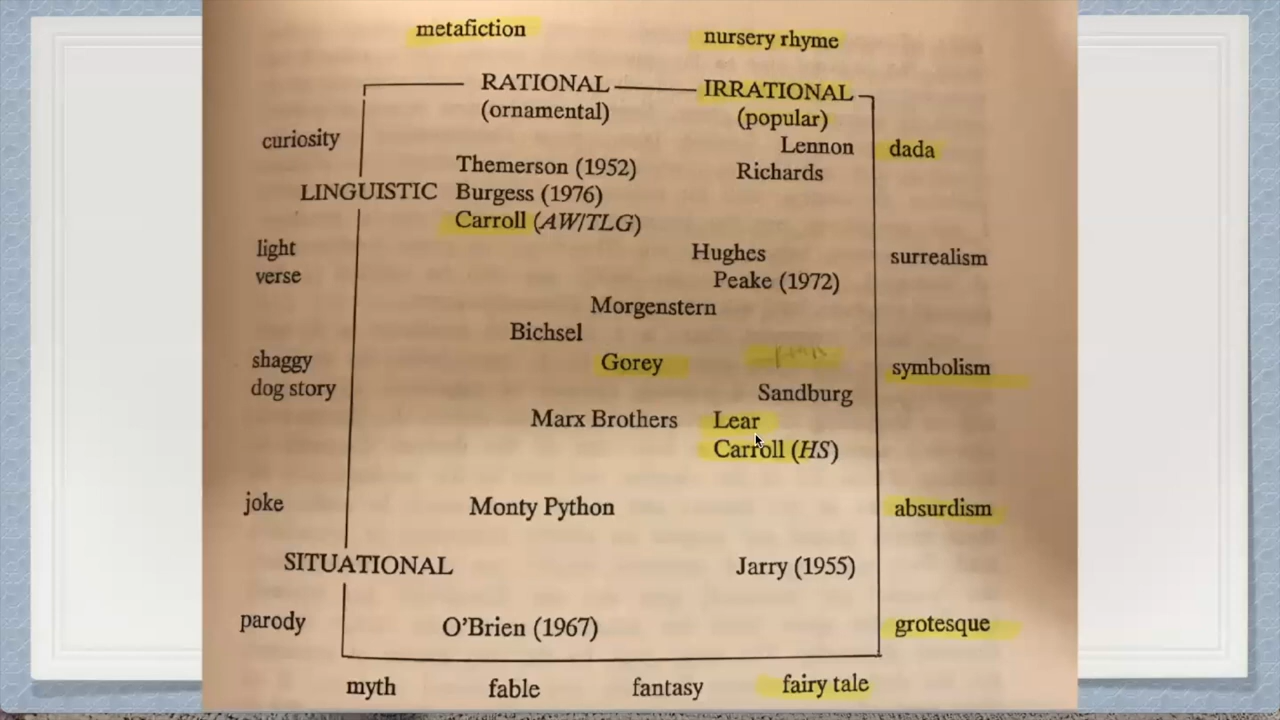 metafiction nursery rhyme
RATIONAL IRRATIONAL
(ornamental) (popular)
curiosity Lennon dada
Themerson (1952) Richards
LINGUISTIC Burgess (1976)
Carroll (AW/TLG)
light Hughes surrealism
verse Peake (1972)
Morgenstern
Bichsel
shaggy Gorey symbolism
dog story Sandburg
Marx Brothers Lear
Carroll (HS)
joke Monty Python absurdism
SITUATIONAL Jarry (1955)
parody O'Brien (1967) grotesque
myth fable fantasy fairy tale